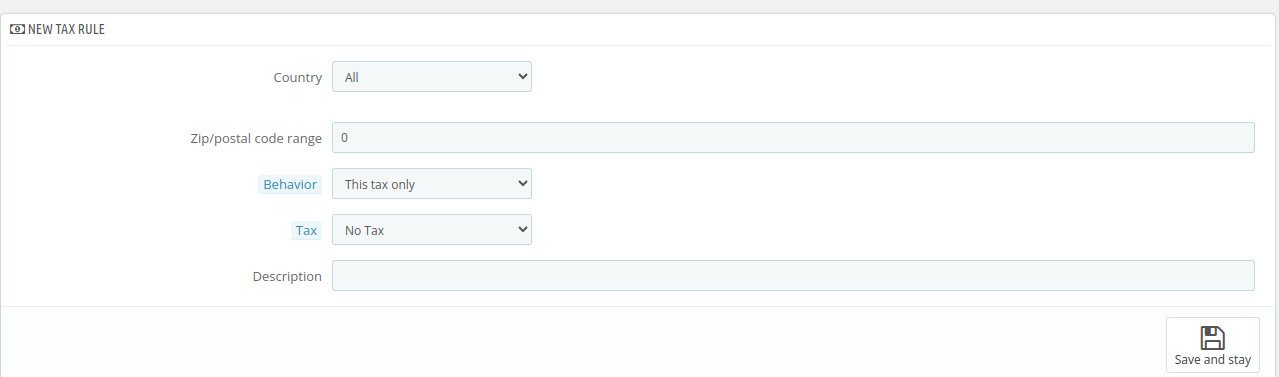 NEW TAX RULE
Country All
Zip/postal code range 0
Behavior This tax only
Tax No Tax
Description
Save and stay